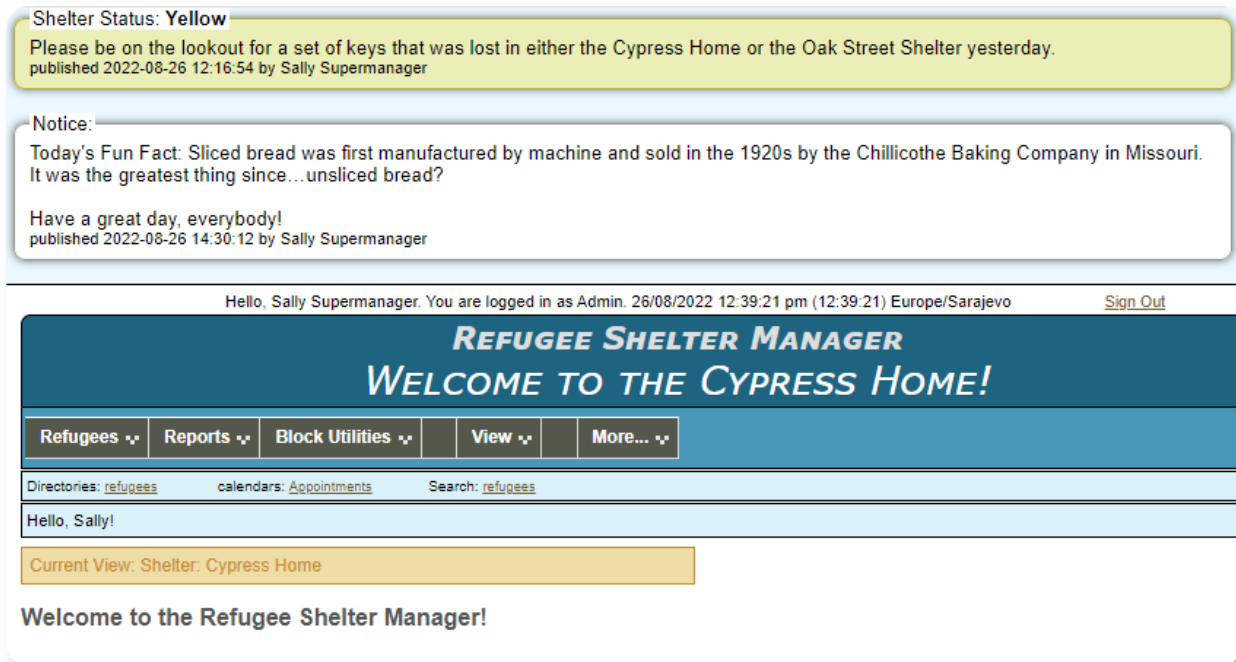 Shelter Status: Yellow
Please be on the lookout for a set of keys that was lost in either the Cypress Home or the Oak Street Shelter yesterday.
published 2022-08-26 12:16:54 by Sally Supermanager
Notice:
Today's Fun Fact: Sliced bread was first manufactured by machine and sold in the 1920s by the Chillicothe Baking Company in Missouri.
It was the greatest thing since...unsliced bread?
Have a great day, everybody!
published 2022-08-26 14:30:12 by Sally Supermanager
Hello, Sally Supermanager. You are logged in as Admin. 26/08/2022 12:39:21 pm (12:39:21) Europe/Sarajevo Sign Out
Refugee Shelter Manager
Welcome to the Cypress Home!
Refugees Reports Block Utilities View More...
Directories: refugees calendars: Appointments Search: refugees
Hello, Sally!
Current View: Shelter: Cypress Home
Welcome to the Refugee Shelter Manager!